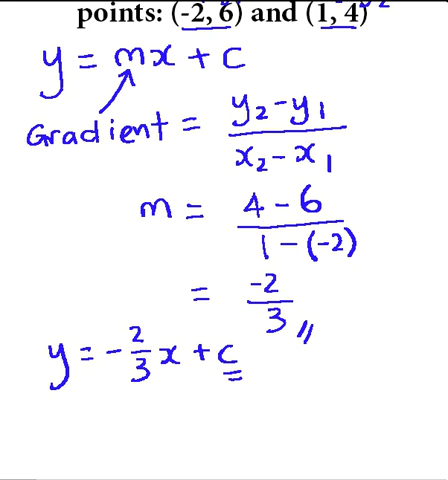 points: (-2, 6) and (1, 4)
y = mx + c
Gradient = y₂ - y₁ / x₂ - x₁
m = 4 - 6 / 1 - (-2)
= -2 / 3 //
y = - 2/3 x + c